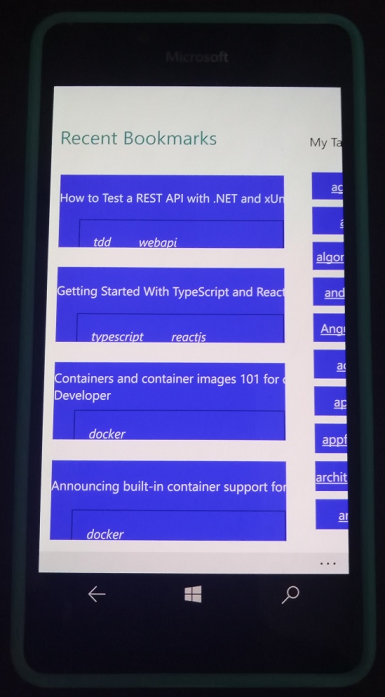 Microsoft
Recent Bookmarks
How to Test a REST API with .NET and xUn
tdd webapi
Getting Started With TypeScript and React
typescript reactjs
Containers and container images 101 for
Developer
docker
Announcing built-in container support for
docker
My Ta
ac
a
algor
and
Ang
ac
ap
appf
archit
ar
...